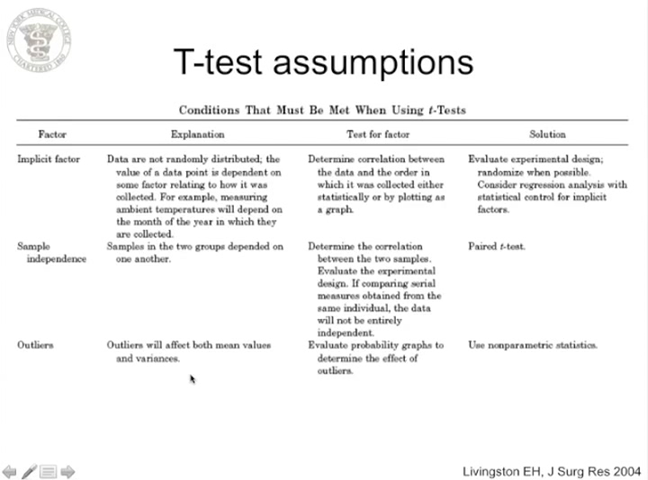 NEW YORK MEDICAL COLLEGE
CHARTERED 1860
T-test assumptions
Conditions That Must Be Met When Using t-Tests
Factor Explanation Test for factor Solution
Implicit factor
Data are not randomly distributed; the
value of a data point is dependent on
some factor relating to how it was
collected. For example, measuring
ambient temperatures will depend on
the month of the year in which they
are collected.
Determine correlation between
the data and the order in
which it was collected either
statistically or by plotting as
a graph.
Evaluate experimental design;
randomize when possible.
Consider regression analysis with
statistical control for implicit
factors.
Sample
independence
Samples in the two groups depended on
one another.
Determine the correlation
between the two samples.
Evaluate the experimental
design. If comparing serial
measures obtained from the
same individual, the data
will not be entirely
independent.
Paired t-test.
Outliers
Outliers will affect both mean values
and variances.
Evaluate probability graphs to
determine the effect of
outliers.
Use nonparametric statistics.
Livingston EH, J Surg Res 2004